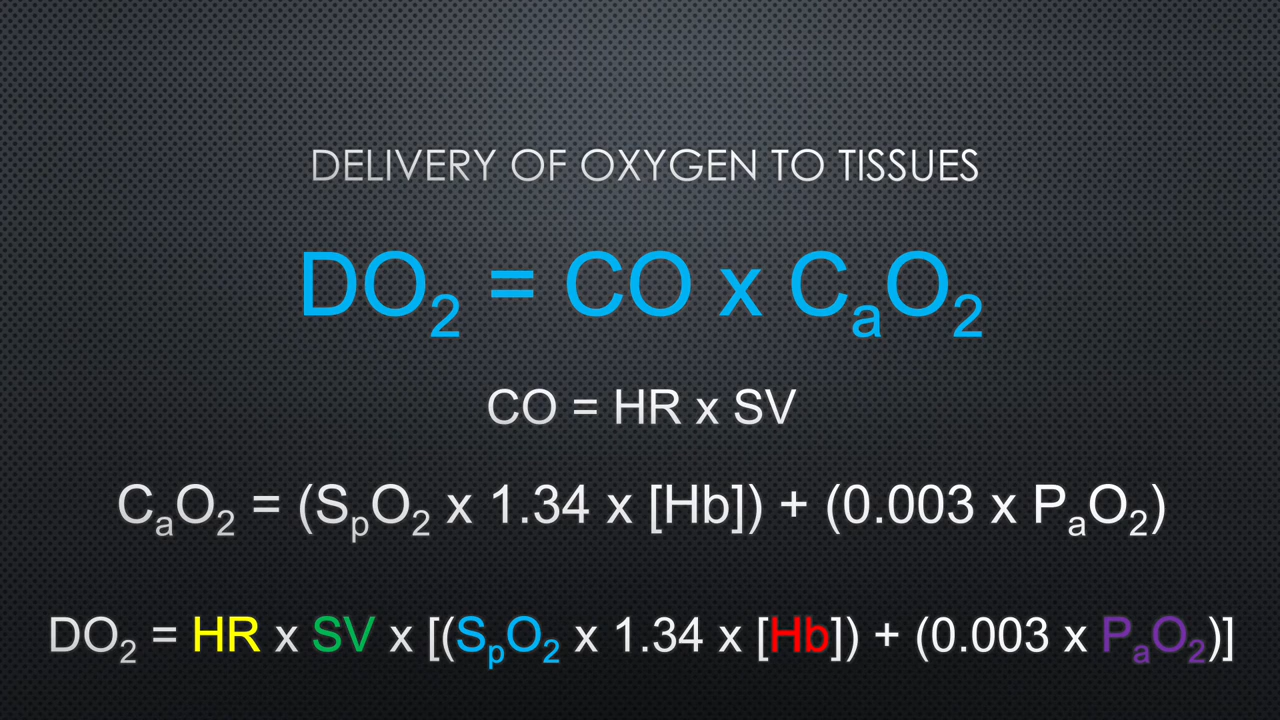 DELIVERY OF OXYGEN TO TISSUES
DO₂ = CO x CₐO₂
CO = HR x SV
CₐO₂ = (SₚO₂ x 1.34 x [Hb]) + (0.003 x PₐO₂)
DO₂ = HR x SV x [(SₚO₂ x 1.34 x [Hb]) + (0.003 x PₐO₂)]